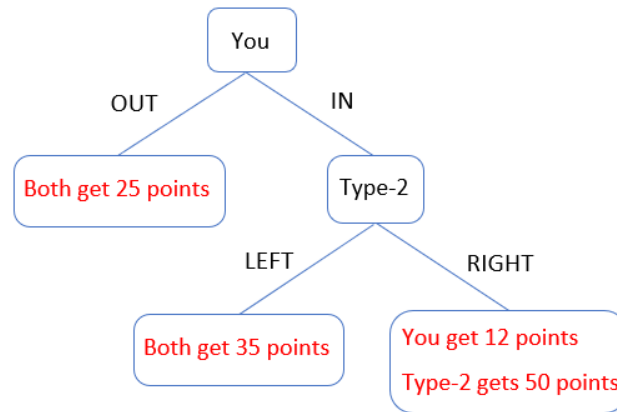 You
OUT
IN
Both get 25 points
Type-2
LEFT
RIGHT
Both get 35 points
You get 12 points
Type-2 gets 50 points